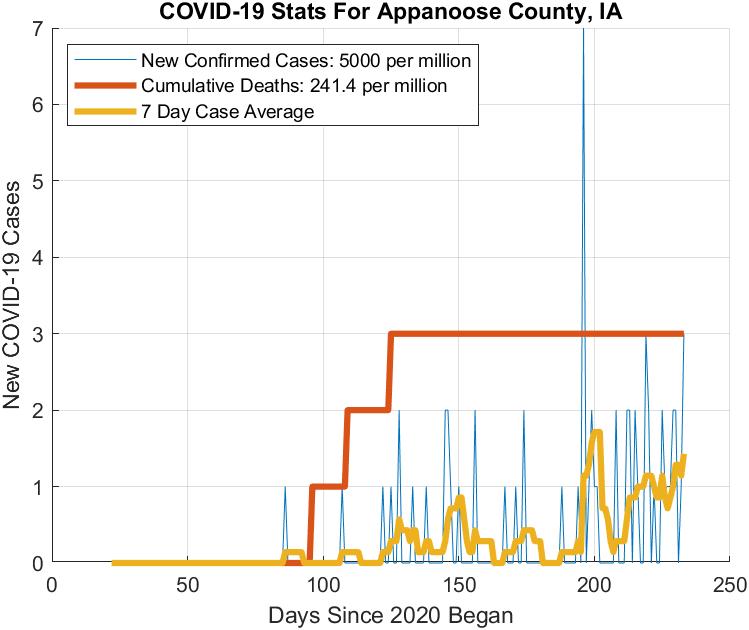 COVID-19 Stats For Appanoose County, IA
New Confirmed Cases: 5000 per million
Cumulative Deaths: 241.4 per million
7 Day Case Average
New COVID-19 Cases
7
6
5
4
3
2
1
0
0 50 100 150 200 250
Days Since 2020 Began